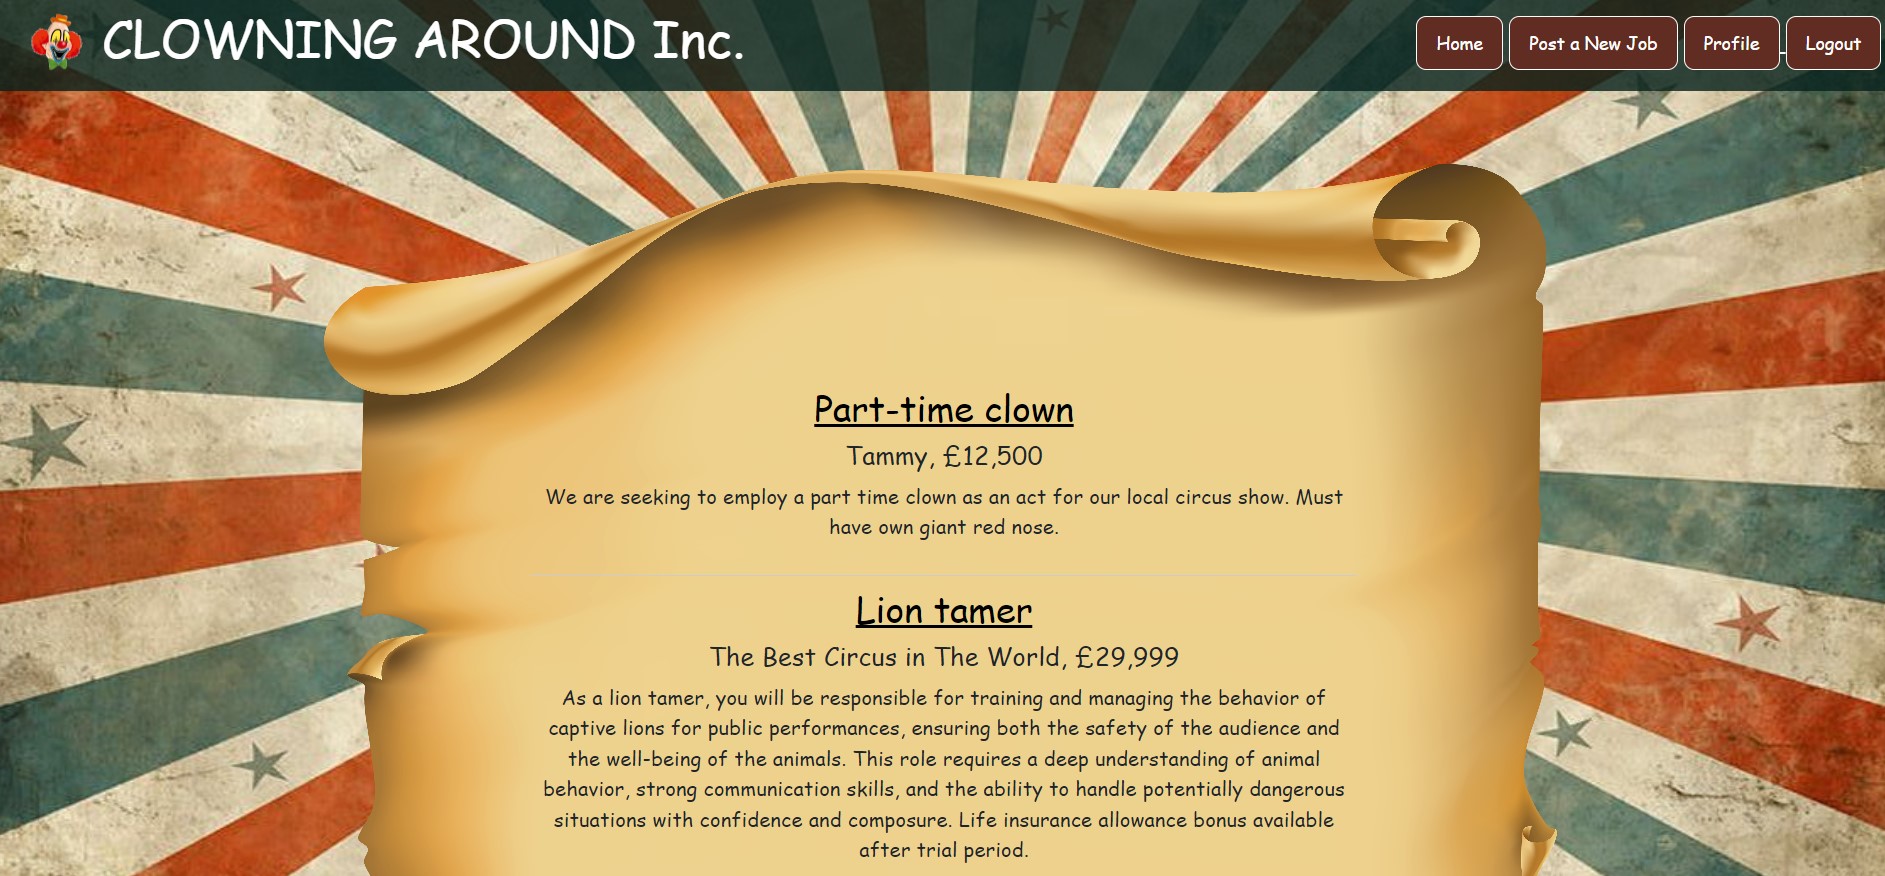 CLOWNING AROUND Inc.
Home
Post a New Job
Profile
Logout
Part-time clown
Tammy, £12,500
We are seeking to employ a part time clown as an act for our local circus show. Must
have own giant red nose.
Lion tamer
The Best Circus in The World, £29,999
As a lion tamer, you will be responsible for training and managing the behavior of
captive lions for public performances, ensuring both the safety of the audience and
the well-being of the animals. This role requires a deep understanding of animal
behavior, strong communication skills, and the ability to handle potentially dangerous
situations with confidence and composure. Life insurance allowance bonus available
after trial period.